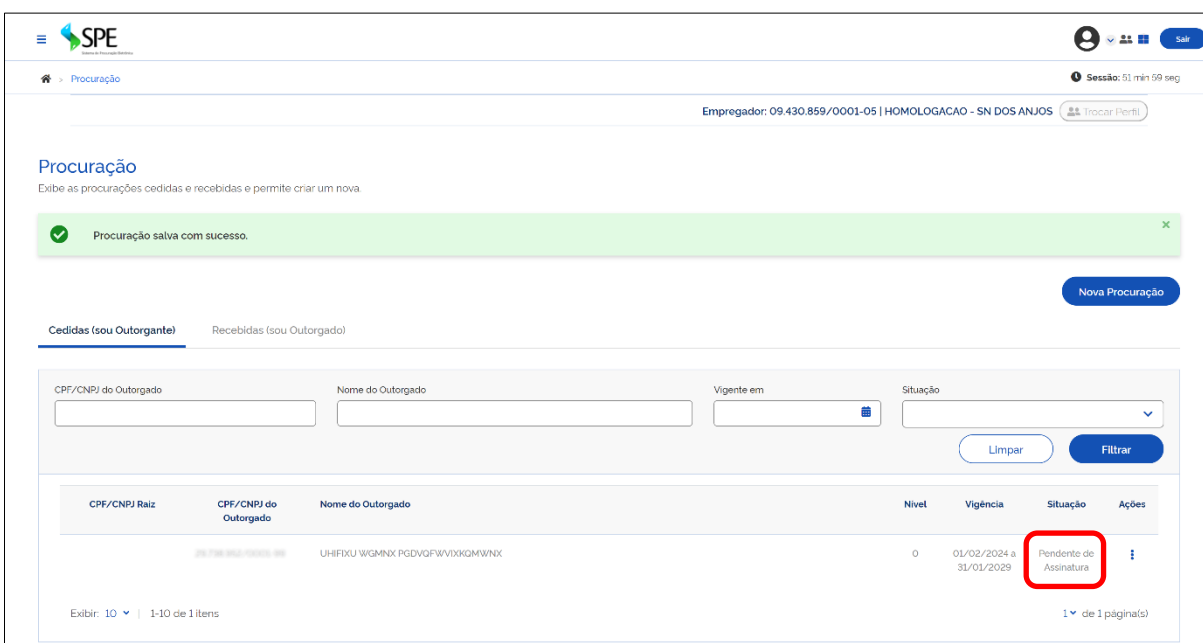 SPE
Sistema de Procuração Eletrônica
Sair
Procuração
Sessão: 51 min 59 seg
Empregador: 09.430.859/0001-05 | HOMOLOGACAO - SN DOS ANJOS
Trocar Perfil
Procuração
Exibe as procurações cedidas e recebidas e permite criar um nova.
Procuração salva com sucesso.
Nova Procuração
Cedidas (sou Outorgante) Recebidas (sou Outorgado)
CPF/CNPJ do Outorgado Nome do Outorgado Vigente em Situação
Limpar Filtrar
CPF/CNPJ Raiz CPF/CNPJ do Nome do Outorgado Nível Vigência Situação Ações
Outorgado
UHIFIXU WGMNX PGDVQFWVIXKQMWNX 0 01/02/2024 a Pendente de
31/01/2029 Assinatura
Exibir: 10 | 1-10 de 1 itens 1 de 1 página(s)